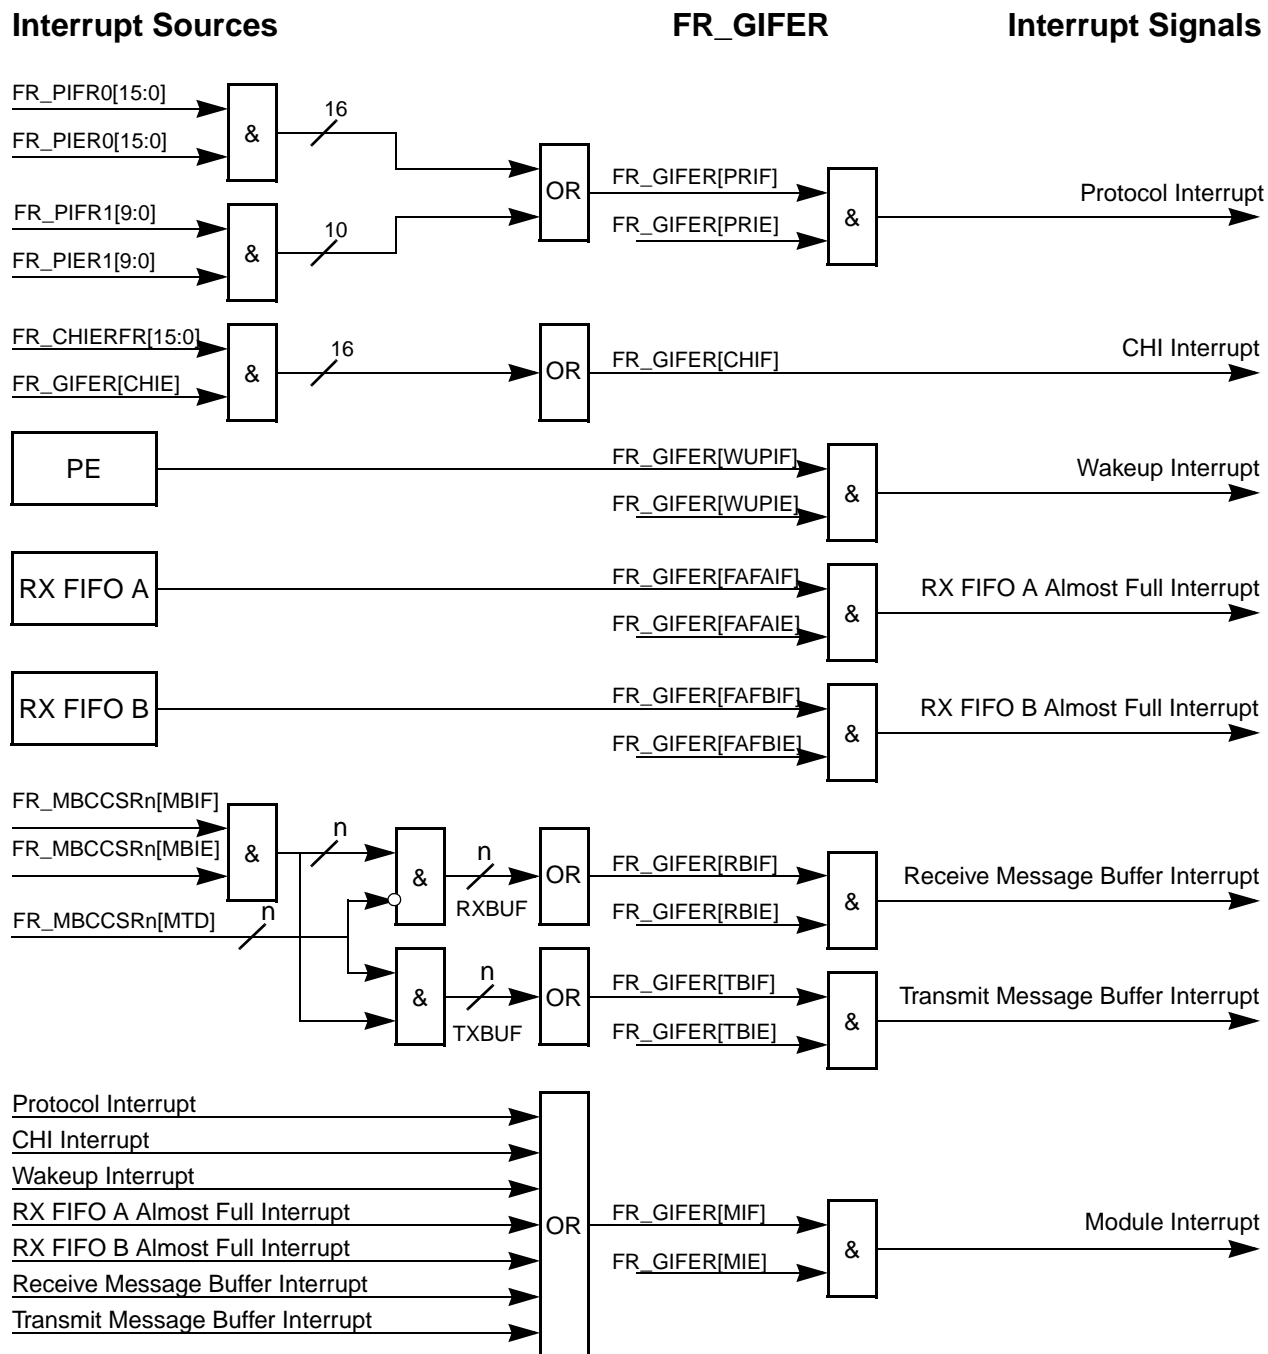 Interrupt Sources FR_GIFER Interrupt Signals
FR_PIFR0[15:0]
&
16
FR_PIER0[15:0]
OR
FR_GIFER[PRIF]
Protocol Interrupt
FR_PIFR1[9:0]
FR_GIFER[PRIE]
&
10
&
FR_PIER1[9:0]
FR_CHIERFR[15:0]
16
FR_GIFER[CHIF]
CHI Interrupt
&
OR
FR_GIFER[CHIE]
PE
FR_GIFER[WUPIF]
Wakeup Interrupt
&
FR_GIFER[WUPIE]
RX FIFO A
FR_GIFER[FAFAIF]
RX FIFO A Almost Full Interrupt
&
FR_GIFER[FAFAIE]
RX FIFO B
FR_GIFER[FAFBIF]
RX FIFO B Almost Full Interrupt
&
FR_GIFER[FAFBIE]
FR_MBCCSRn[MBIF]
n
FR_MBCCSRn[MBIE]
&
n
&
OR
FR_GIFER[RBIF]
Receive Message Buffer Interrupt
&
RXBUF
FR_GIFER[RBIE]
FR_MBCCSRn[MTD]
n
n
&
OR
FR_GIFER[TBIF]
Transmit Message Buffer Interrupt
&
TXBUF
FR_GIFER[TBIE]
Protocol Interrupt
CHI Interrupt
Wakeup Interrupt
RX FIFO A Almost Full Interrupt
RX FIFO B Almost Full Interrupt
Receive Message Buffer Interrupt
Transmit Message Buffer Interrupt
OR
FR_GIFER[MIF]
Module Interrupt
&
FR_GIFER[MIE]